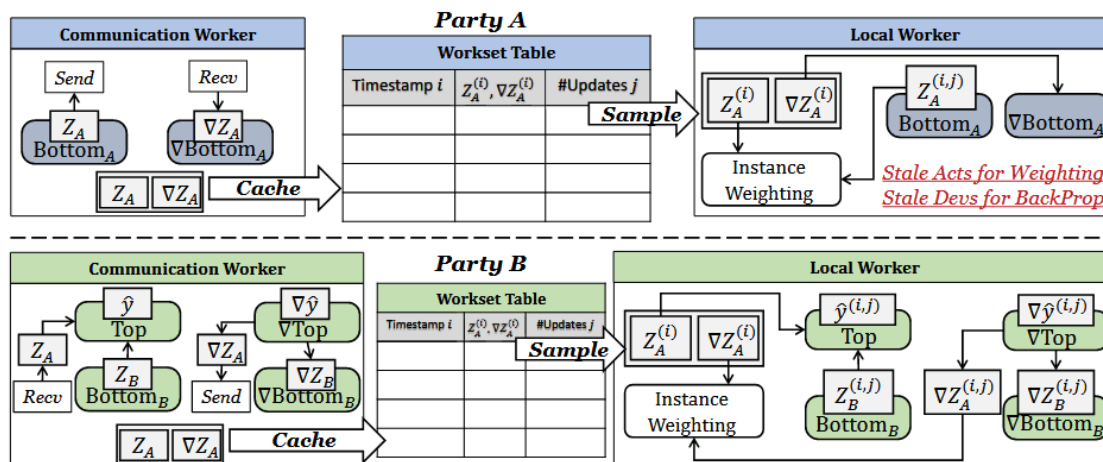 Party A
Communication Worker
Send
Recv
Z_A
∇Z_A
Bottom_A
∇Bottom_A
Z_A ∇Z_A
Cache
Workset Table
Timestamp i Z_A^{(i)}, ∇Z_A^{(i)} #Updates j
Sample
Local Worker
Z_A^{(i)} ∇Z_A^{(i)}
Z_A^{(i,j)}
Bottom_A
∇Bottom_A
Instance
Weighting
Stale Acts for Weighting
Stale Devs for BackProp
Party B
Communication Worker
ŷ
Top
∇ŷ
∇Top
Z_A
∇Z_A
Recv
Z_B
Bottom_B
Send
∇Z_B
∇Bottom_B
Z_A ∇Z_A
Cache
Workset Table
Timestamp i Z_A^{(i)}, ∇Z_A^{(i)} #Updates j
Sample
Local Worker
Z_A^{(i)} ∇Z_A^{(i)}
ŷ^{(i,j)}
Top
∇ŷ^{(i,j)}
∇Top
Instance
Weighting
Z_B^{(i,j)}
Bottom_B
∇Z_A^{(i,j)}
∇Z_B^{(i,j)}
∇Bottom_B